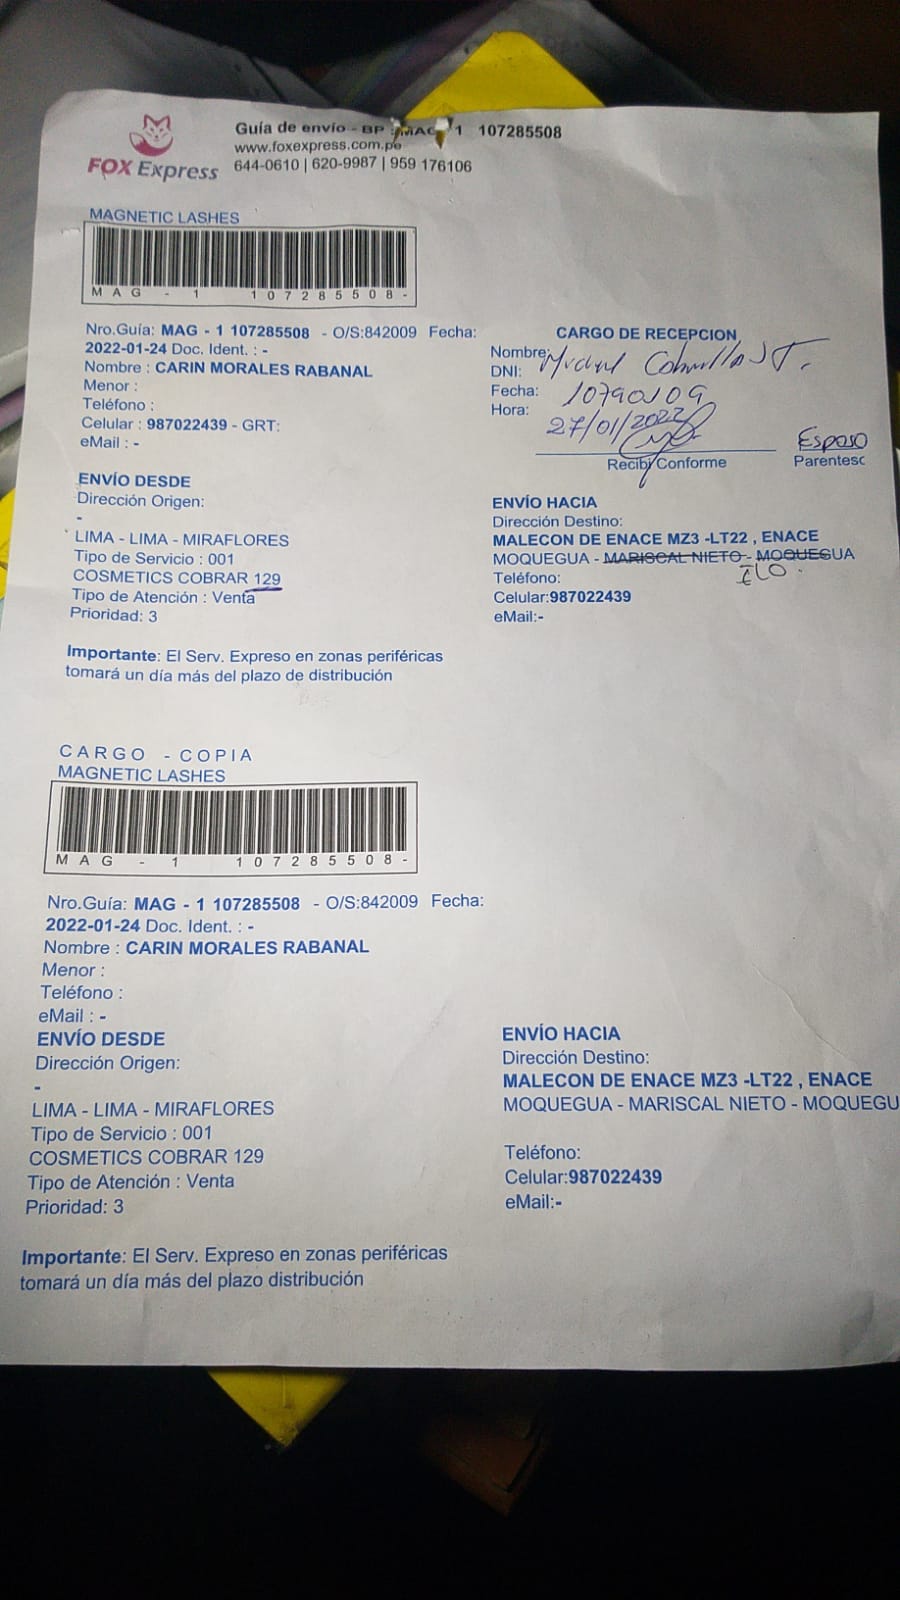 FOX Express
Guía de envío - BP : MAG - 1 107285508
www.foxexpress.com.pe
644-0610 | 620-9987 | 959 176106
MAGNETIC LASHES
MAG - 1 107285508-
Nro.Guía: MAG - 1 107285508 - O/S:842009 Fecha:
2022-01-24 Doc. Ident. : -
Nombre : CARIN MORALES RABANAL
Menor :
Teléfono :
Celular : 987022439 - GRT:
eMail : -
CARGO DE RECEPCION
Nombre:
DNI:
Fecha: 10790109
Hora: 27/01/2022
Recibi Conforme
Esposo
Parentesc
ENVÍO DESDE
Dirección Origen:
-
LIMA - LIMA - MIRAFLORES
Tipo de Servicio : 001
COSMETICS COBRAR 129
Tipo de Atención : Venta
Prioridad: 3
ENVÍO HACIA
Dirección Destino:
MALECON DE ENACE MZ3 -LT22 , ENACE
MOQUEGUA - MARISCAL NIETO - MOQUEGUA
ILO.
Teléfono:
Celular:987022439
eMail:-
Importante: El Serv. Expreso en zonas periféricas
tomará un día más del plazo de distribución
CARGO - COPIA
MAGNETIC LASHES
MAG - 1 107285508-
Nro.Guía: MAG - 1 107285508 - O/S:842009 Fecha:
2022-01-24 Doc. Ident. : -
Nombre : CARIN MORALES RABANAL
Menor :
Teléfono :
eMail : -
ENVÍO DESDE
Dirección Origen:
-
LIMA - LIMA - MIRAFLORES
Tipo de Servicio : 001
COSMETICS COBRAR 129
Tipo de Atención : Venta
Prioridad: 3
ENVÍO HACIA
Dirección Destino:
MALECON DE ENACE MZ3 -LT22 , ENACE
MOQUEGUA - MARISCAL NIETO - MOQUEGU
Teléfono:
Celular:987022439
eMail:-
Importante: El Serv. Expreso en zonas periféricas
tomará un día más del plazo distribución